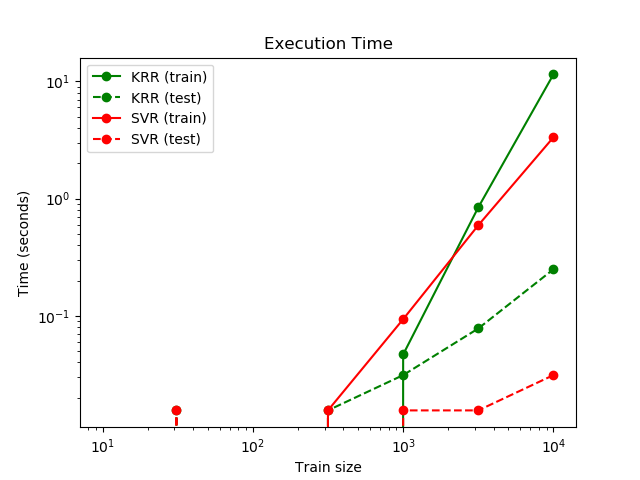 Execution Time
KRR (train)
KRR (test)
SVR (train)
SVR (test)
Time (seconds)
10¹
10⁰
10⁻¹
10¹ 10² 10³ 10⁴
Train size